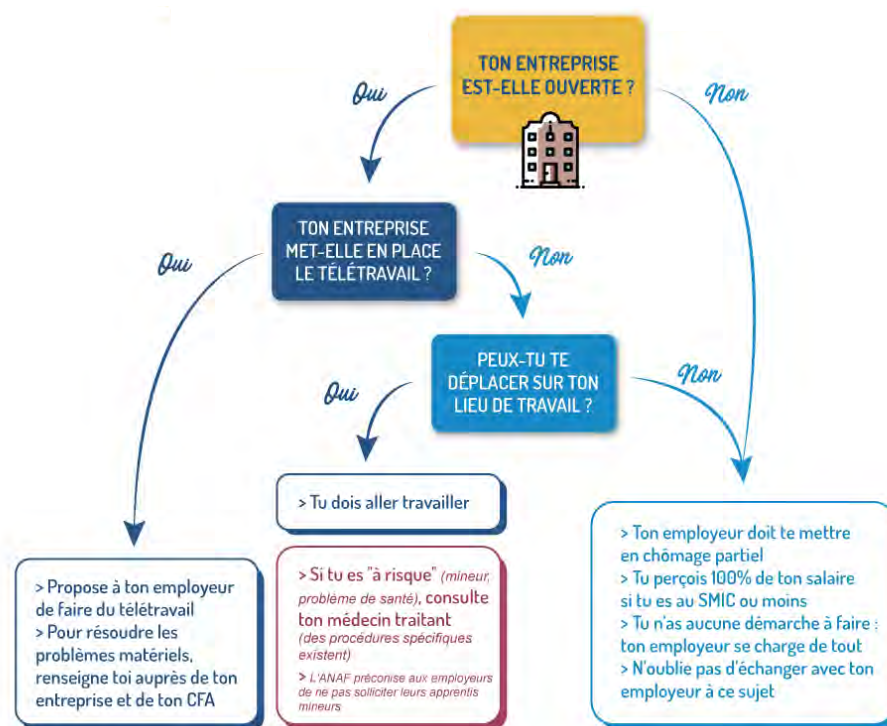 TON ENTREPRISE
EST-ELLE OUVERTE ?
Oui
Non
TON ENTREPRISE
MET-ELLE EN PLACE
LE TÉLÉTRAVAIL ?
Oui
Non
PEUX-TU TE
DÉPLACER SUR TON
LIEU DE TRAVAIL ?
Oui
Non
> Tu dois aller travailler
> Propose à ton employeur
de faire du télétravail
> Pour résoudre les
problèmes matériels,
renseigne toi auprès de ton
entreprise et de ton CFA
> Si tu es "à risque" (mineur,
problème de santé), consulte
ton médecin traitant
(des procédures spécifiques
existent)
> L'ANAF préconise aux employeurs
de ne pas solliciter leurs apprentis
mineurs
> Ton employeur doit te mettre
en chômage partiel
> Tu perçois 100% de ton salaire
si tu es au SMIC ou moins
> Tu n'as aucune démarche à faire :
ton employeur se charge de tout
> N'oublie pas d'échanger avec ton
employeur à ce sujet